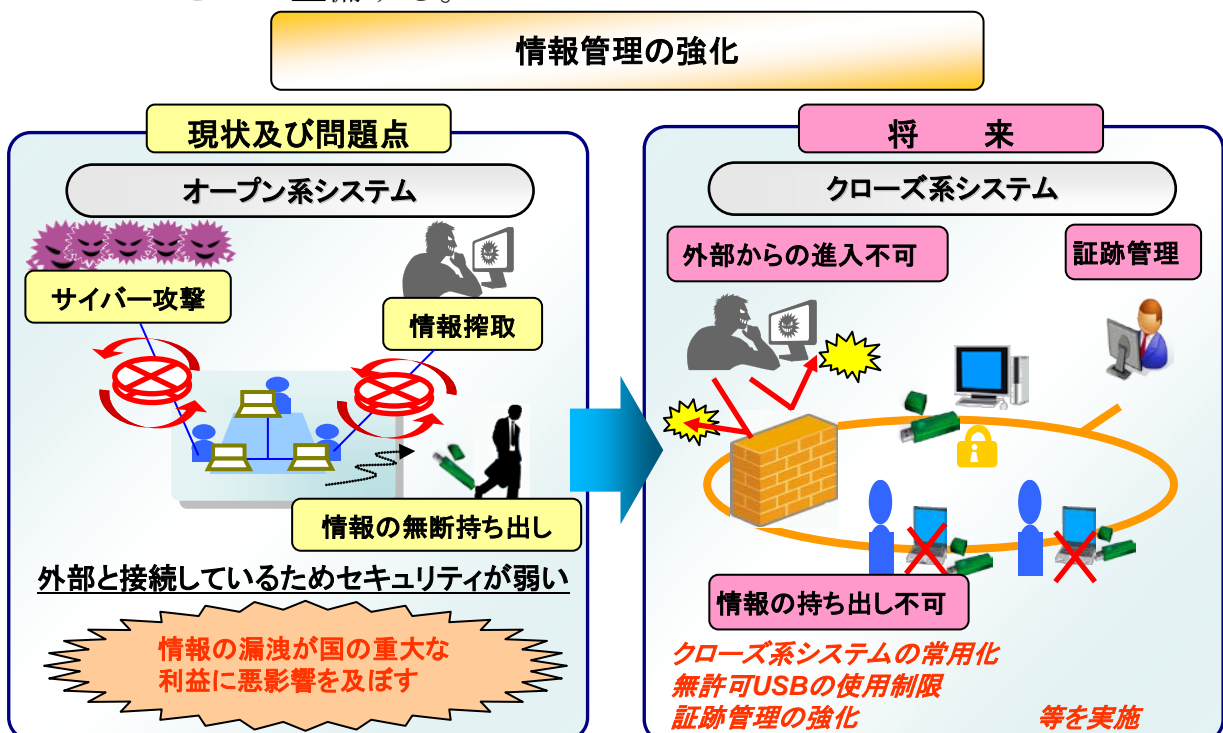 情報管理の強化
現状及び問題点
オープン系システム
サイバー攻撃
情報搾取
情報の無断持ち出し
外部と接続しているためセキュリティが弱い
情報の漏洩が国の重大な
利益に悪影響を及ぼす
将　来
クローズ系システム
外部からの進入不可
証跡管理
情報の持ち出し不可
クローズ系システムの常用化
無許可USBの使用制限
証跡管理の強化　等を実施